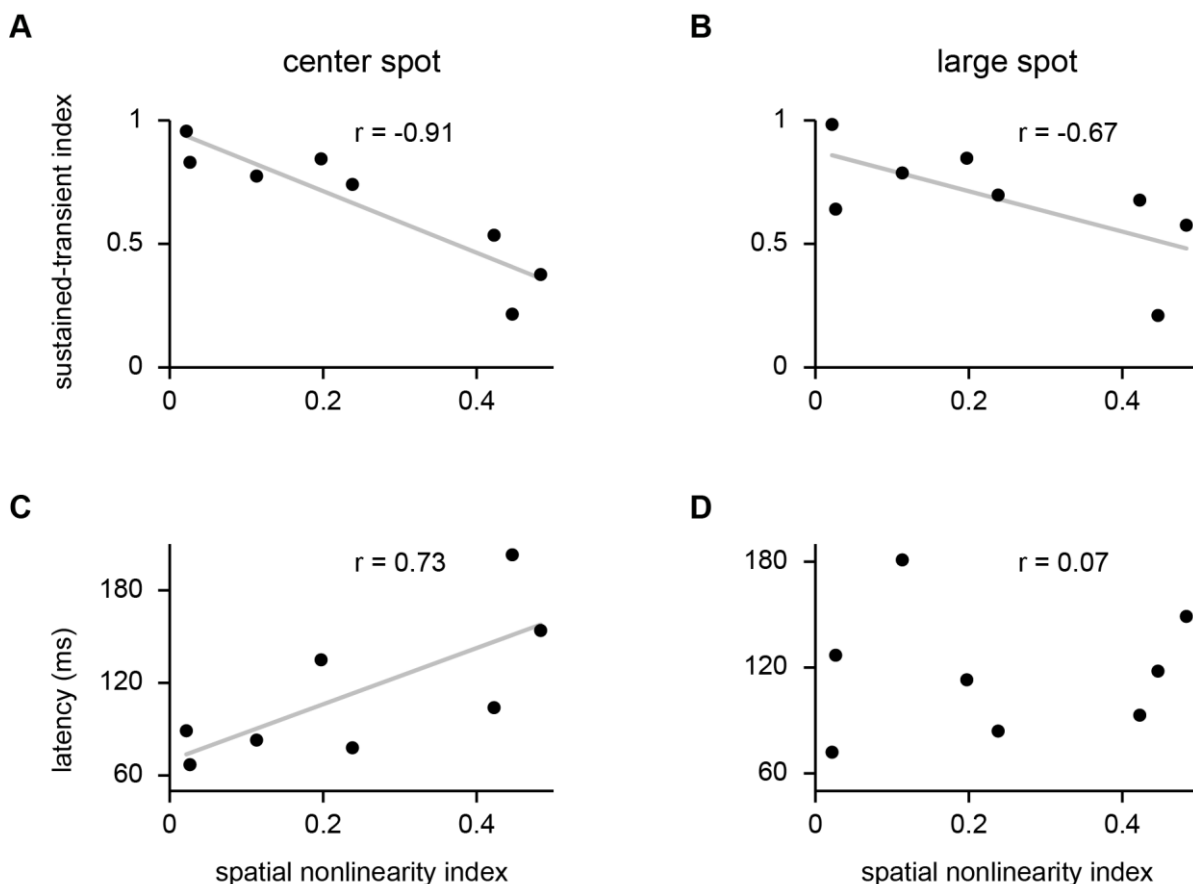 A
B
center spot
large spot
sustained-transient index
1
0.5
0
r = -0.91
0
0.2
0.4
1
0.5
0
r = -0.67
0
0.2
0.4
C
D
latency (ms)
180
120
60
r = 0.73
0
0.2
0.4
spatial nonlinearity index
180
120
60
r = 0.07
0
0.2
0.4
spatial nonlinearity index